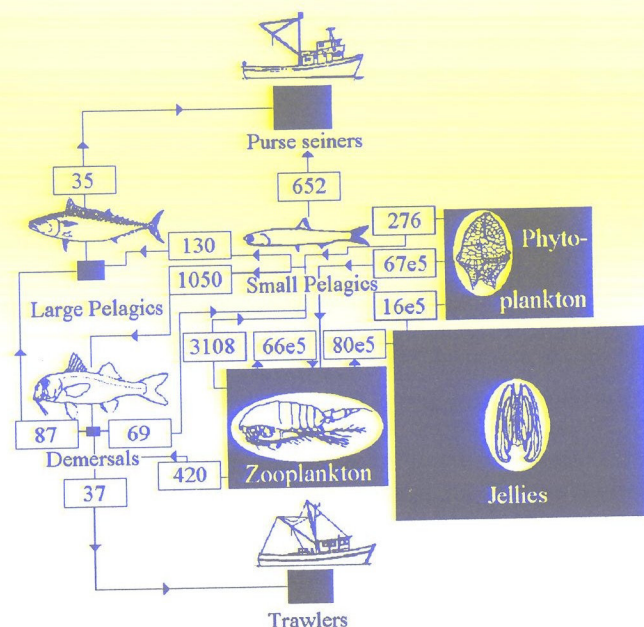 Purse seiners
35
652
276
130
67e5
Phyto-
1050
Small Pelagics
plankton
Large Pelagics
16e5
3108
66e5
80e5
87
69
Demersals
420
Zooplankton
Jellies
37
Trawlers